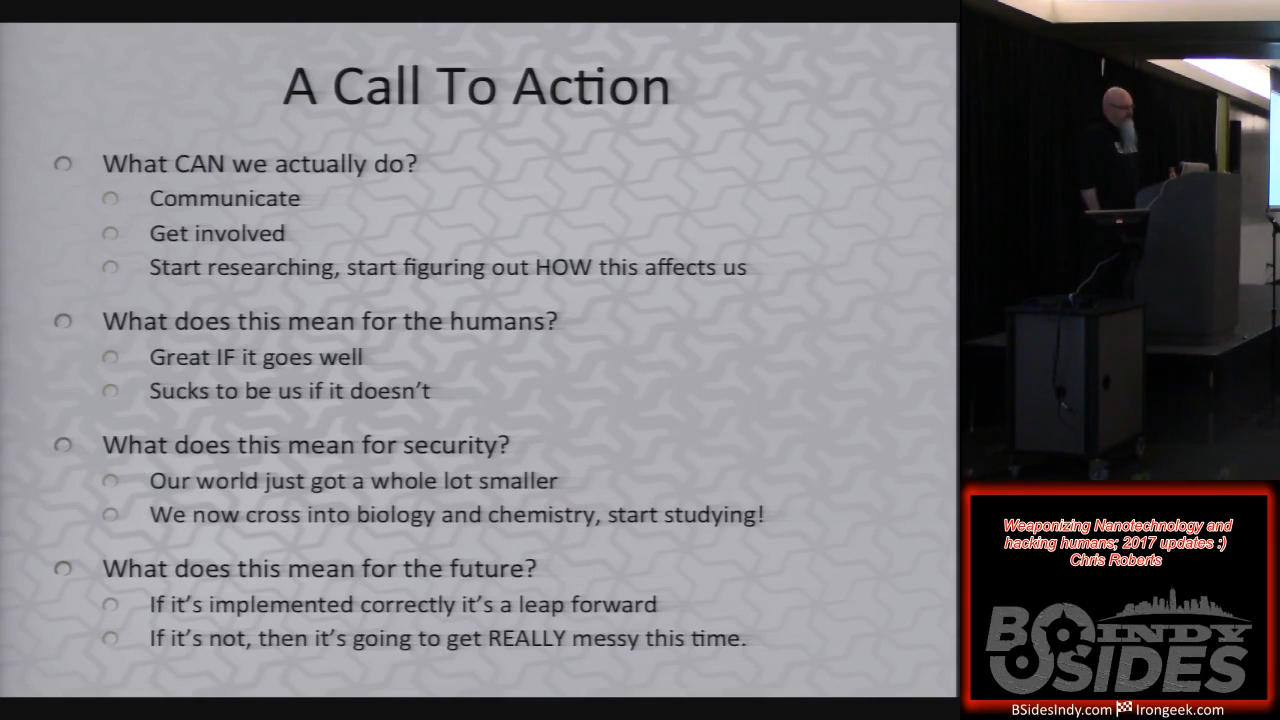 A Call To Action
What CAN we actually do?
Communicate
Get involved
Start researching, start figuring out HOW this affects us
What does this mean for the humans?
Great IF it goes well
Sucks to be us if it doesn't
What does this mean for security?
Our world just got a whole lot smaller
We now cross into biology and chemistry, start studying!
What does this mean for the future?
If it's implemented correctly it's a leap forward
If it's not, then it's going to get REALLY messy this time.
Weaponizing Nanotechnology and
hacking humans; 2017 updates :)
Chris Roberts
BSIDES INDY
BSidesIndy.com Irongeek.com